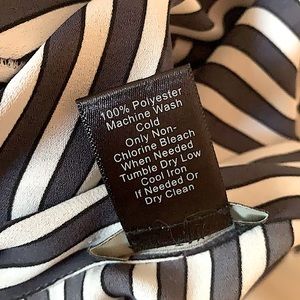 100% Polyester
Machine Wash
Cold
Only Non-
Chlorine Bleach
When Needed
Tumble Dry Low
Cool Iron
If Needed Or
Dry Clean